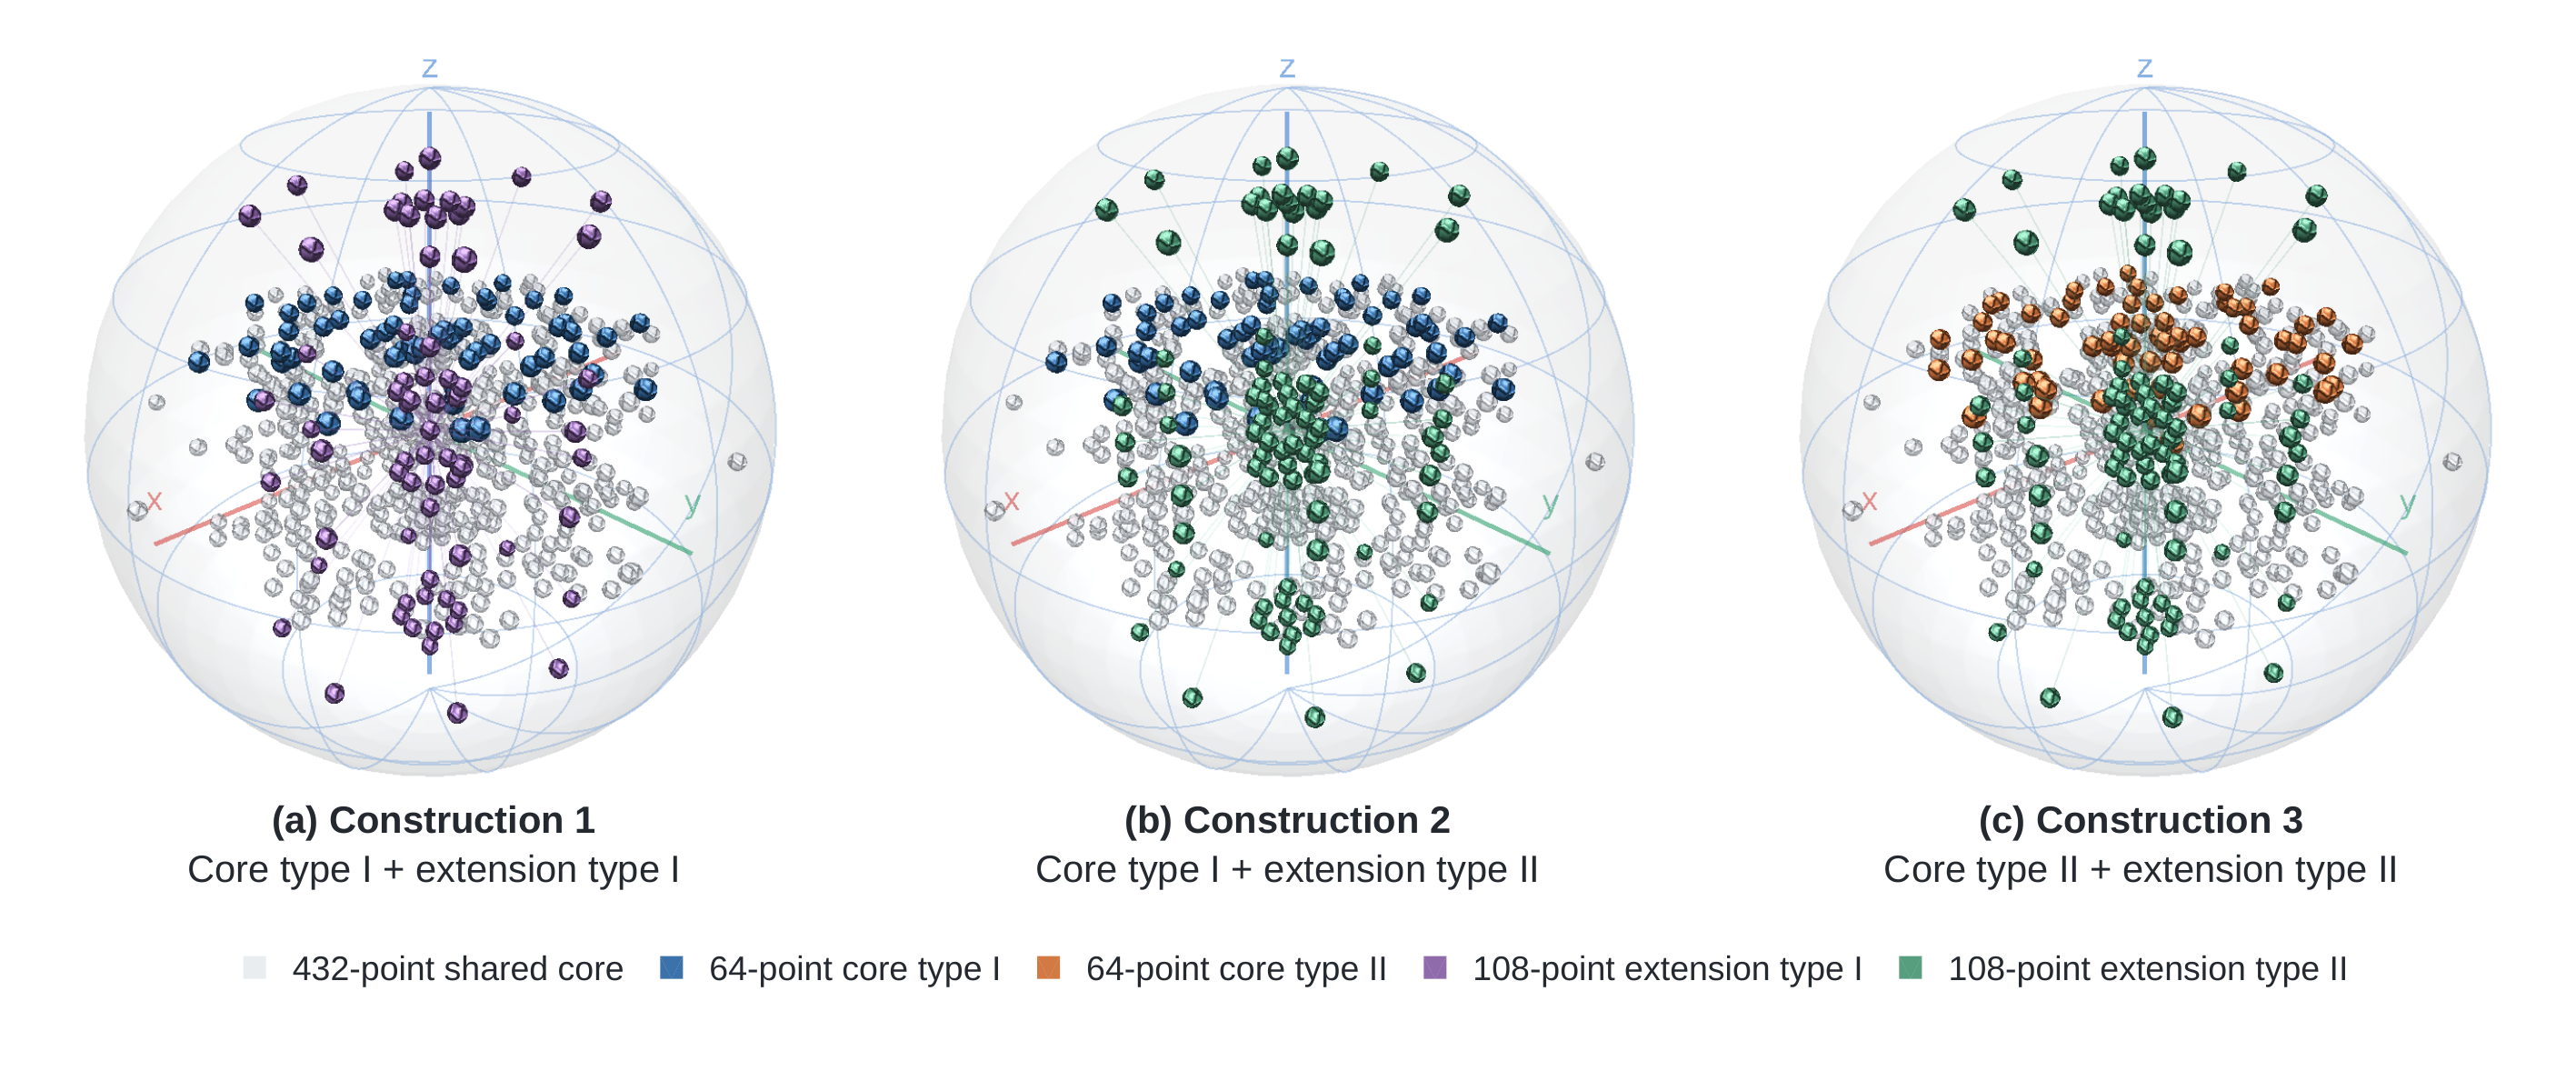 z
z
z
x
y
x
y
x
y
(a) Construction 1
(b) Construction 2
(c) Construction 3
Core type I + extension type I
Core type I + extension type II
Core type II + extension type II
432-point shared core
64-point core type I
64-point core type II
108-point extension type I
108-point extension type II